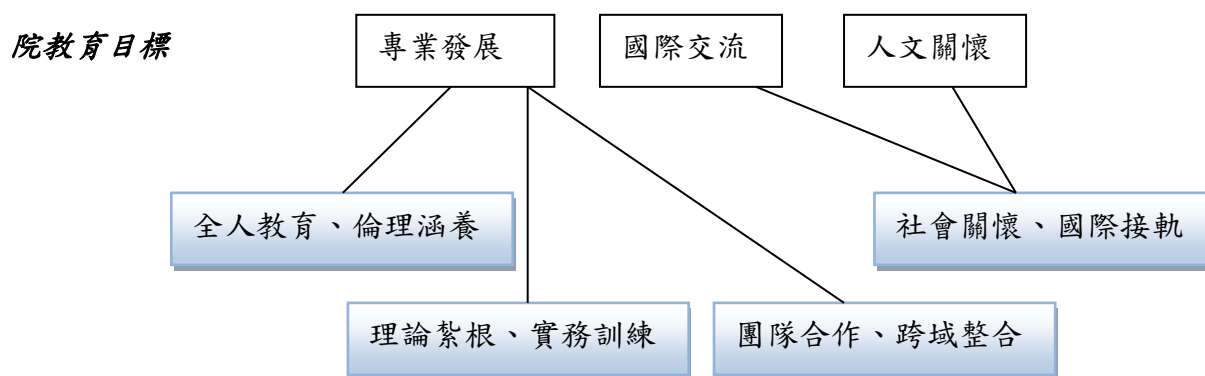 院教育目標
專業發展
國際交流
人文關懷
全人教育、倫理涵養
社會關懷、國際接軌
理論紮根、實務訓練
團隊合作、跨域整合